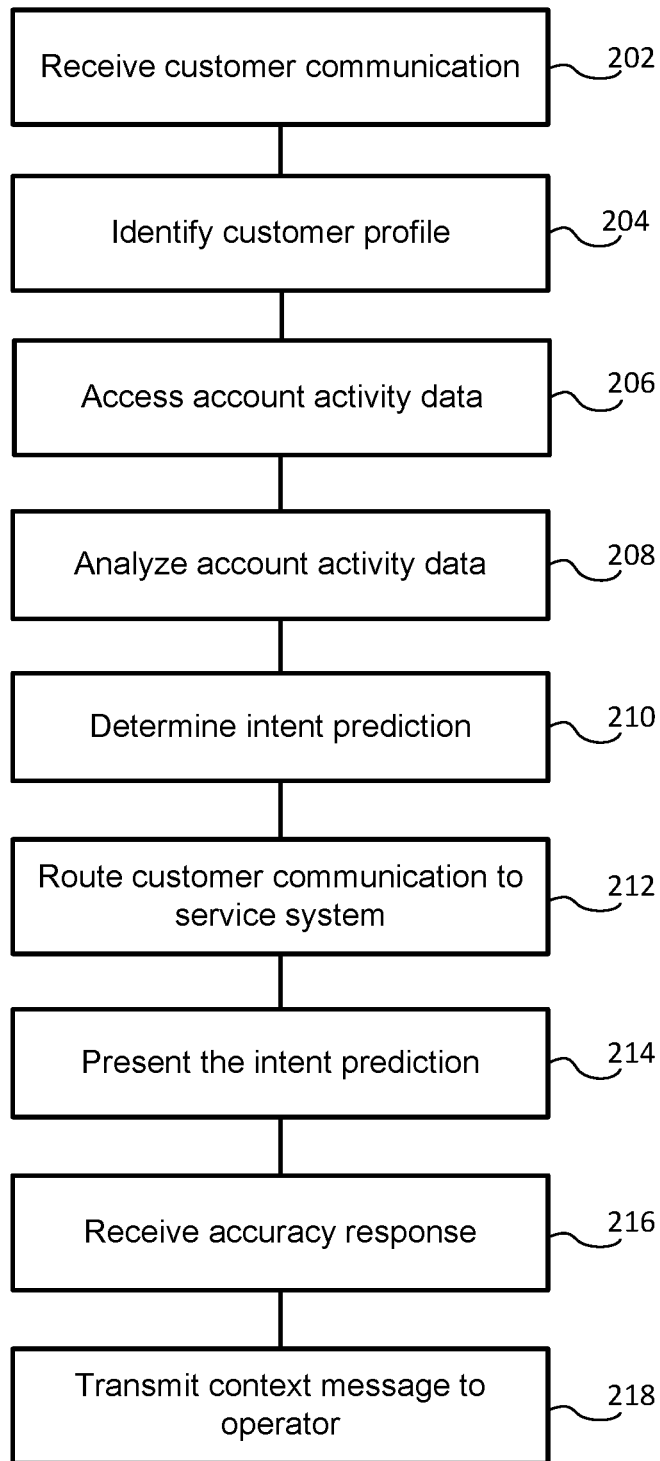 Receive customer communication
202
Identify customer profile
204
Access account activity data
206
Analyze account activity data
208
Determine intent prediction
210
Route customer communication to
service system
212
Present the intent prediction
214
Receive accuracy response
216
Transmit context message to
operator
218